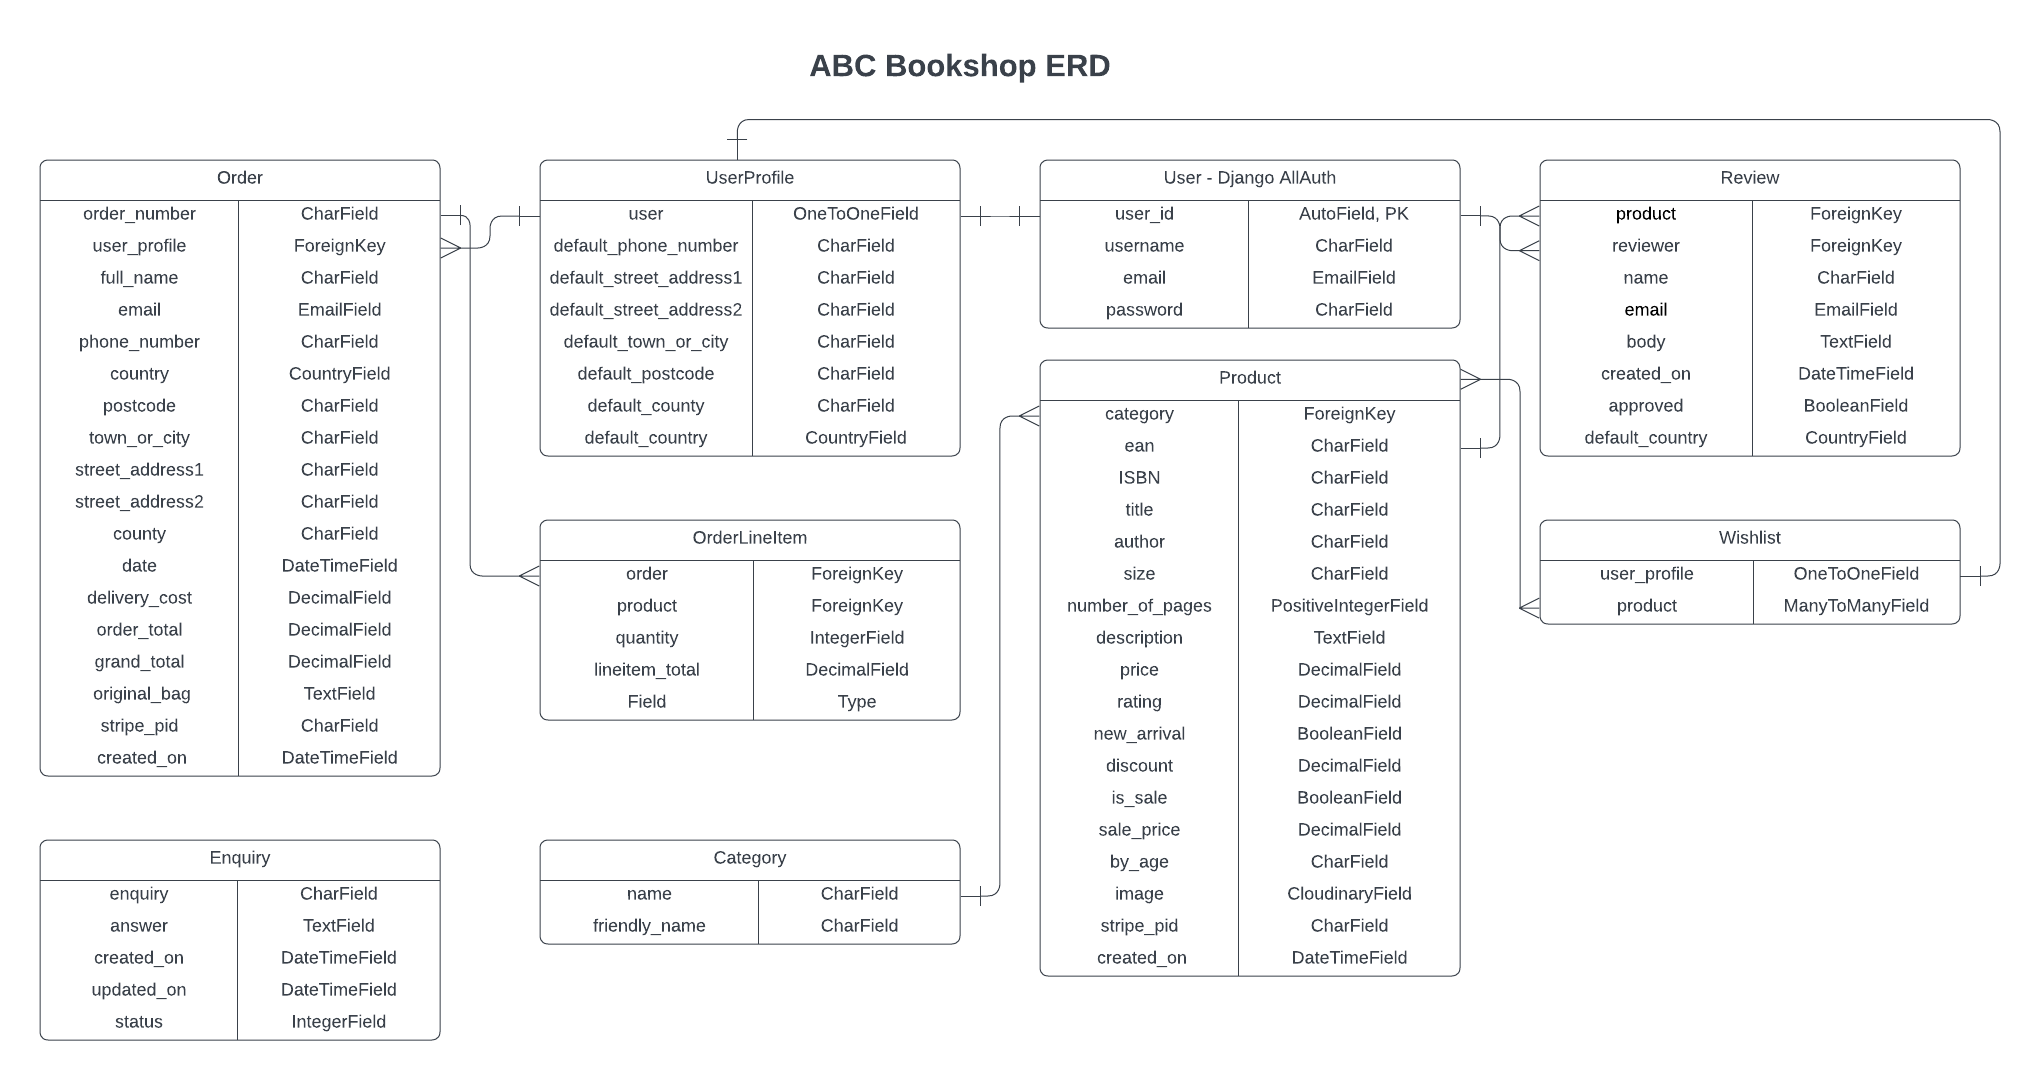 ABC Bookshop ERD
Order
order_number CharField
user_profile ForeignKey
full_name CharField
email EmailField
phone_number CharField
country CountryField
postcode CharField
town_or_city CharField
street_address1 CharField
street_address2 CharField
county CharField
date DateTimeField
delivery_cost DecimalField
order_total DecimalField
grand_total DecimalField
original_bag TextField
stripe_pid CharField
created_on DateTimeField
UserProfile
user OneToOneField
default_phone_number CharField
default_street_address1 CharField
default_street_address2 CharField
default_town_or_city CharField
default_postcode CharField
default_county CharField
default_country CountryField
User - Django AllAuth
user_id AutoField, PK
username CharField
email EmailField
password CharField
Review
product ForeignKey
reviewer ForeignKey
name CharField
email EmailField
body TextField
created_on DateTimeField
approved BooleanField
default_country CountryField
Product
category ForeignKey
ean CharField
ISBN CharField
title CharField
author CharField
size CharField
number_of_pages PositiveIntegerField
description TextField
price DecimalField
rating DecimalField
new_arrival BooleanField
discount DecimalField
is_sale BooleanField
sale_price DecimalField
by_age CharField
image CloudinaryField
stripe_pid CharField
created_on DateTimeField
OrderLineItem
order ForeignKey
product ForeignKey
quantity IntegerField
lineitem_total DecimalField
Field Type
Wishlist
user_profile OneToOneField
product ManyToManyField
Enquiry
enquiry CharField
answer TextField
created_on DateTimeField
updated_on DateTimeField
status IntegerField
Category
name CharField
friendly_name CharField